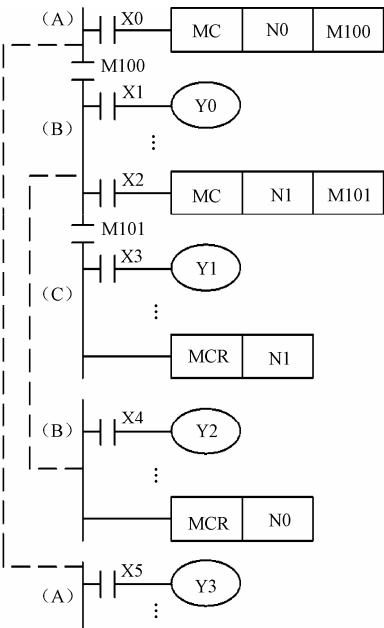 (A) X0 MC N0 M100
M100
X1 Y0
(B)
X2 MC N1 M101
M101
X3 Y1
(C)
MCR N1
X4
(B) Y2
MCR N0
X5
(A) Y3